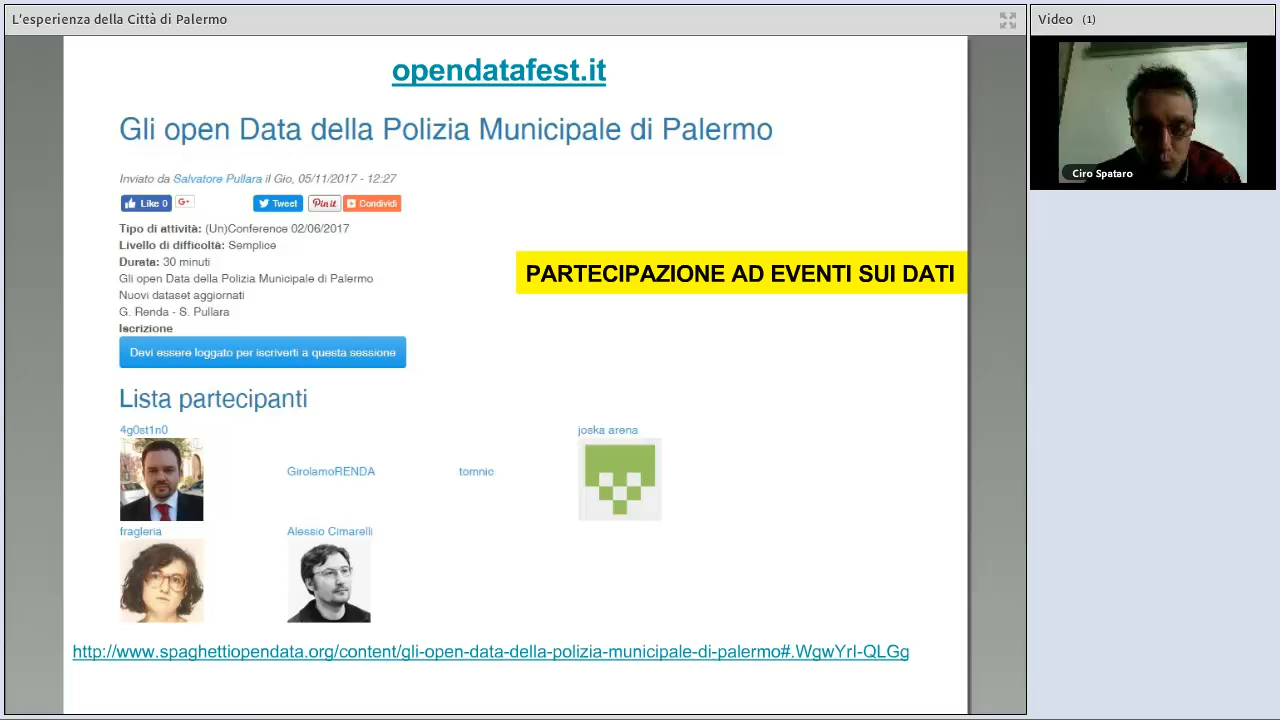 L'esperienza della Città di Palermo
Video (1)
Ciro Spataro
opendatafest.it
Gli open Data della Polizia Municipale di Palermo
Inviato da Salvatore Pullara il Gio, 05/11/2017 - 12:27
Like 0 G+ Tweet Pin it Condividi
Tipo di attività: (Un)Conference 02/06/2017
Livello di difficoltà: Semplice
Durata: 30 minuti
Gli open Data della Polizia Municipale di Palermo
Nuovi dataset aggiornati
G. Renda - S. Pullara
Iscrizione
Devi essere loggato per iscriverti a questa sessione
PARTECIPAZIONE AD EVENTI SUI DATI
Lista partecipanti
4g0st1n0
GirolamoRENDA
tomnic
joska arena
fragleria
Alessio Cimarelli
http://www.spaghettiopendata.org/content/gli-open-data-della-polizia-municipale-di-palermo#.WgwYrI-QLGg